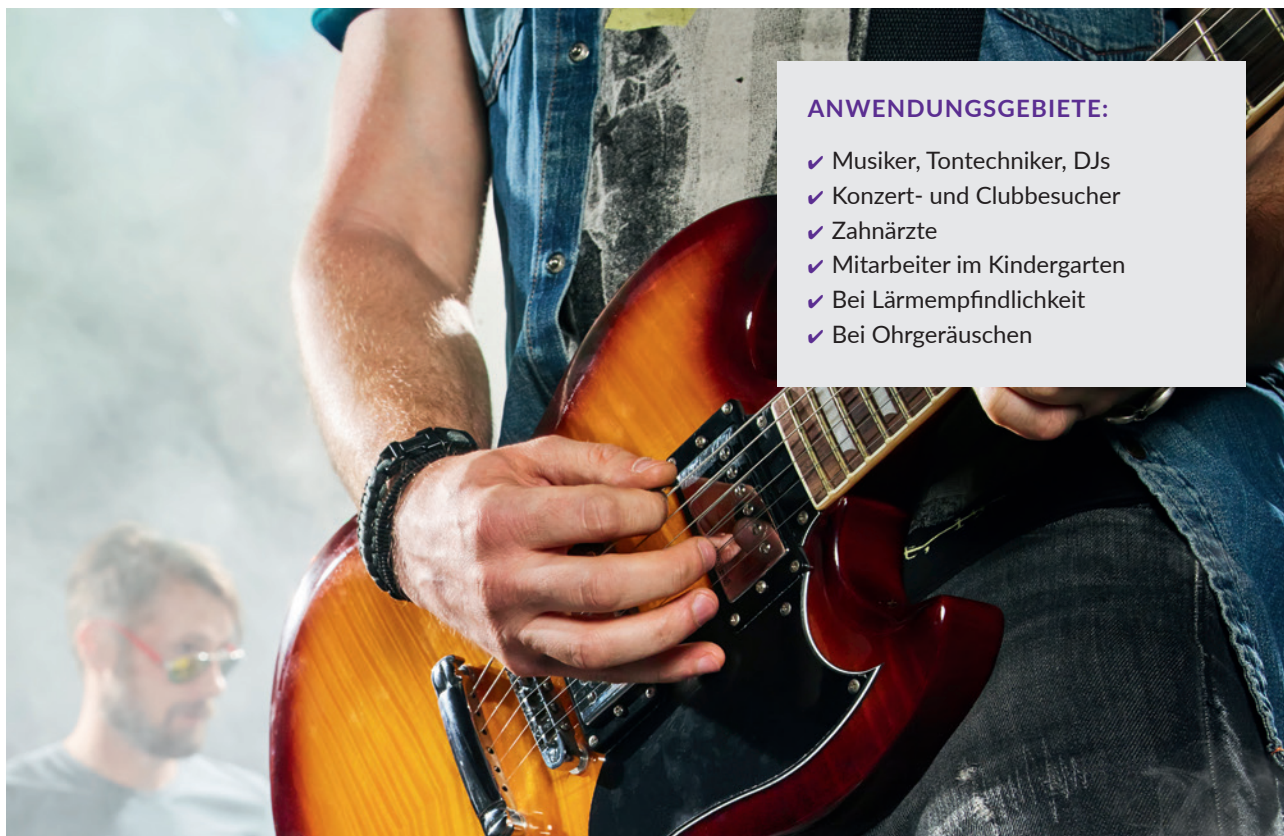 ANWENDUNGSGEBIETE:
✔ Musiker, Tontechniker, DJs
✔ Konzert- und Clubbesucher
✔ Zahnärzte
✔ Mitarbeiter im Kindergarten
✔ Bei Lärmempfindlichkeit
✔ Bei Ohrgeräuschen